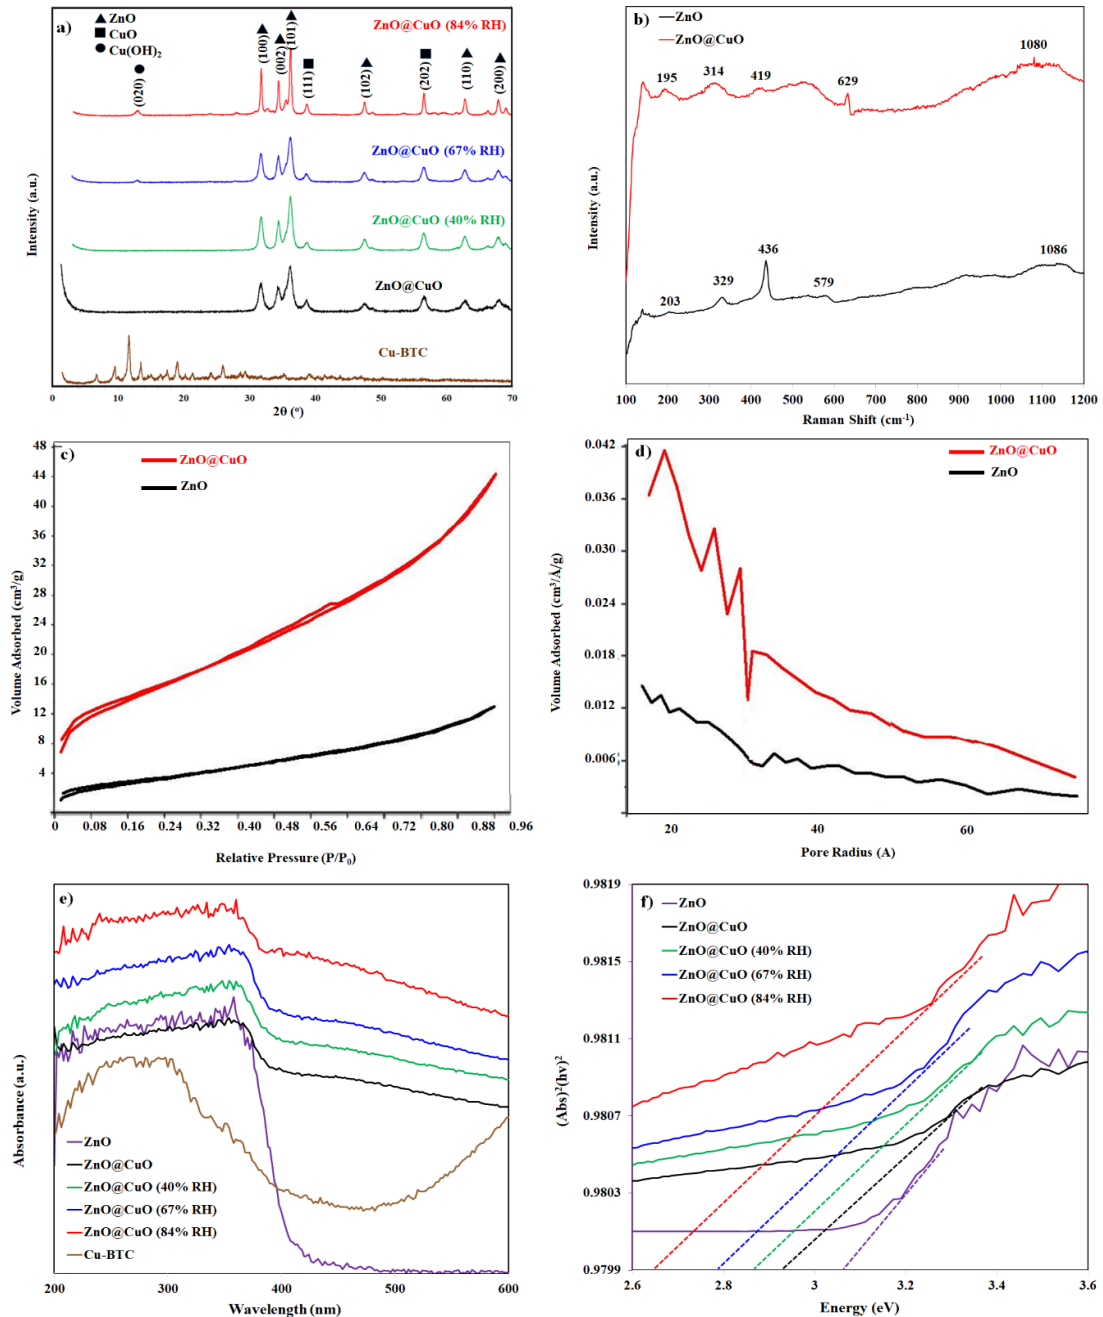 a)
▲ ZnO
■ CuO
● Cu(OH)₂
(020)
(100)
(002)
(101)
(111)
(102)
(202)
(110)
(200)
ZnO@CuO (84% RH)
ZnO@CuO (67% RH)
ZnO@CuO (40% RH)
ZnO@CuO
Cu-BTC
Intensity (a.u.)
0 10 20 30 40 50 60 70
2θ (°)
b)
ZnO
ZnO@CuO
195 314 419 629 1080
203 329 436 579 1086
Intensity (a.u.)
100 200 300 400 500 600 700 800 900 1000 1100 1200
Raman Shift (cm⁻¹)
c)
ZnO@CuO
ZnO
48
44
40
36
32
28
24
20
16
12
8
4
Volume Adsorbed (cm³/g)
0 0.08 0.16 0.24 0.32 0.40 0.48 0.56 0.64 0.72 0.80 0.88 0.96
Relative Pressure (P/P₀)
d)
ZnO@CuO
ZnO
0.042
0.036
0.030
0.024
0.018
0.012
0.006
Volume Adsorbed (cm³/Å/g)
20 40 60
Pore Radius (A)
e)
ZnO
ZnO@CuO
ZnO@CuO (40% RH)
ZnO@CuO (67% RH)
ZnO@CuO (84% RH)
Cu-BTC
Absorbance (a.u.)
200 300 400 500 600
Wavelength (nm)
f)
ZnO
ZnO@CuO
ZnO@CuO (40% RH)
ZnO@CuO (67% RH)
ZnO@CuO (84% RH)
0.9819
0.9815
0.9811
0.9807
0.9803
0.9799
(Abs)²(hν)²
2.6 2.8 3 3.2 3.4 3.6
Energy (eV)